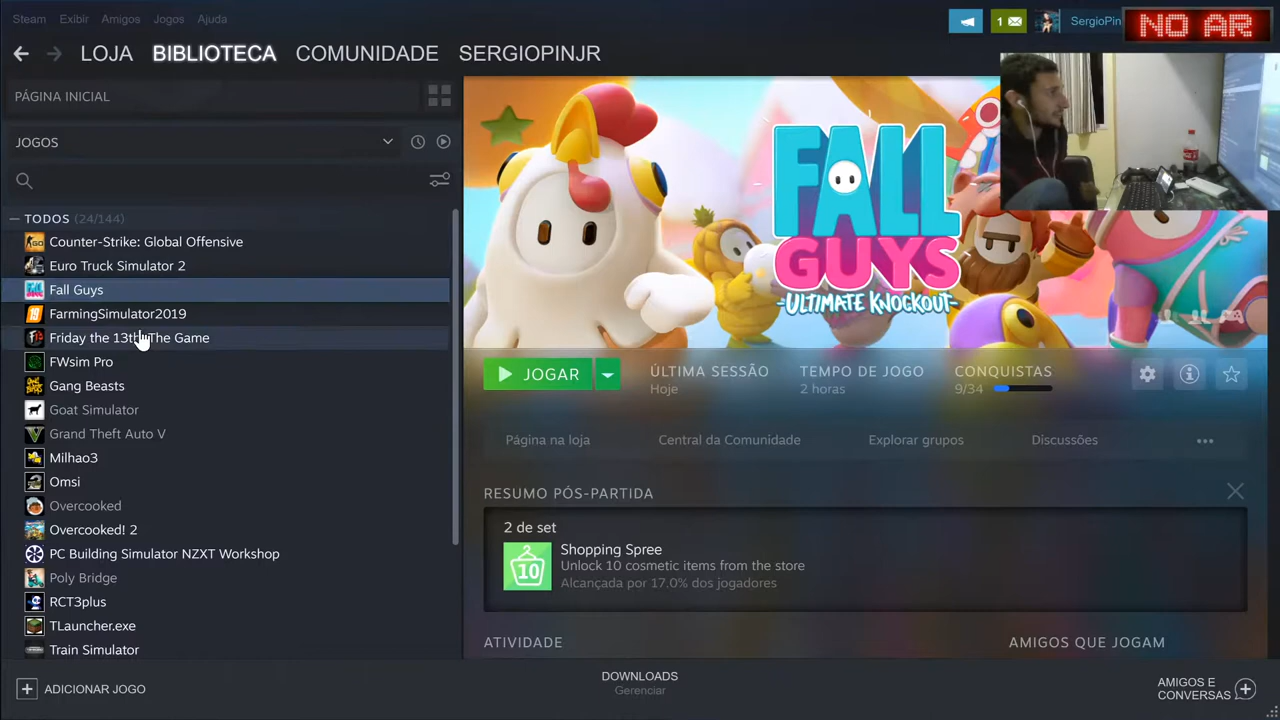 Steam Exibir Amigos Jogos Ajuda
1 SergioPin
NO AR
LOJA BIBLIOTECA COMUNIDADE SERGIOPINJR
PÁGINA INICIAL
JOGOS
TODOS (24/144)
Counter-Strike: Global Offensive
Euro Truck Simulator 2
Fall Guys
FarmingSimulator2019
Friday the 13th: The Game
FWsim Pro
Gang Beasts
Goat Simulator
Grand Theft Auto V
Milhao3
Omsi
Overcooked
Overcooked! 2
PC Building Simulator NZXT Workshop
Poly Bridge
RCT3plus
TLauncher.exe
Train Simulator
FALL
GUYS
-ULTIMATE KNOCKOUT-
JOGAR
ÚLTIMA SESSÃO
Hoje
TEMPO DE JOGO
2 horas
CONQUISTAS
9/34
Página na loja Central da Comunidade Explorar grupos Discussões
RESUMO PÓS-PARTIDA
2 de set
10
Shopping Spree
Unlock 10 cosmetic items from the store
Alcançada por 17.0% dos jogadores
ATIVIDADE AMIGOS QUE JOGAM
ADICIONAR JOGO
DOWNLOADS
Gerenciar
AMIGOS E
CONVERSAS